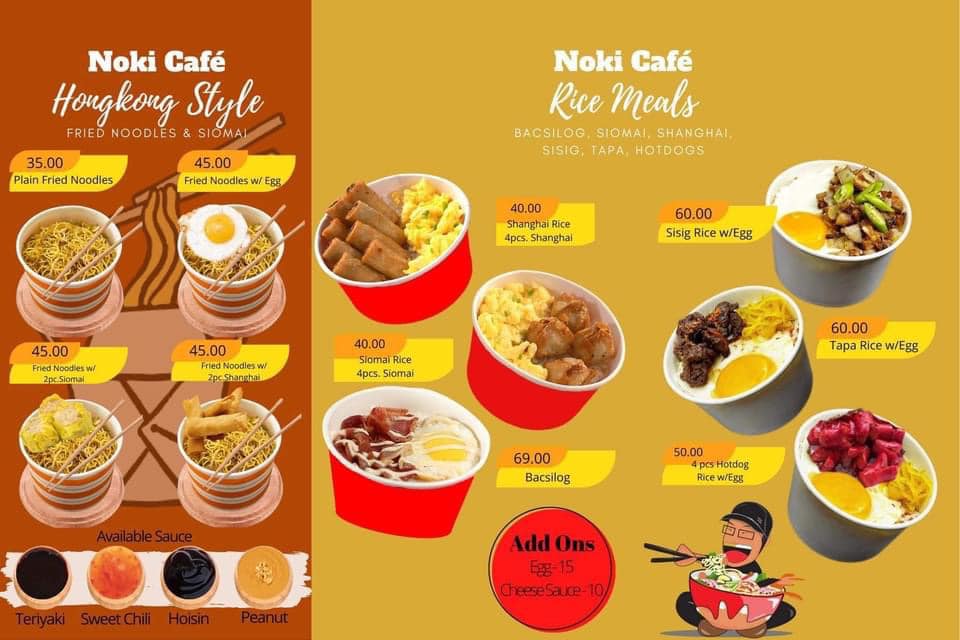 Noki Café
Hongkong Style
FRIED NOODLES & SIOMAI
35.00
Plain Fried Noodles
45.00
Fried Noodles w/ Egg
45.00
Fried Noodles w/
2pc.Siomai
45.00
Fried Noodles w/
2pc.Shanghai
Available Sauce
Teriyaki
Sweet Chili
Hoisin
Peanut
Noki Café
Rice Meals
BACSILOG, SIOMAI, SHANGHAI,
SISIG, TAPA, HOTDOGS
40.00
Shanghai Rice
4pcs. Shanghai
60.00
Sisig Rice w/Egg
40.00
Siomai Rice
4pcs. Siomai
60.00
Tapa Rice w/Egg
69.00
Bacsilog
50.00
4 pcs Hotdog
Rice w/Egg
Add Ons
Egg - 15
Cheese Sauce - 10